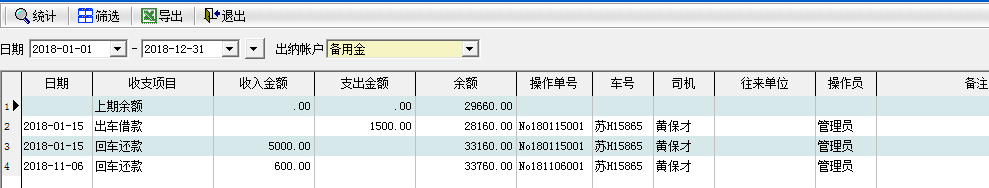 统计 筛选 导出 退出
日期 2018-01-01 - 2018-12-31 出纳帐户 备用金
日期 收支项目 收入金额 支出金额 余额 操作单号 车号 司机 往来单位 操作员 备注
1 上期余额 .00 .00 29660.00
2 2018-01-15 出车借款 1500.00 28160.00 No180115001 苏H15865 黄保才 管理员
3 2018-01-15 回车还款 5000.00 33160.00 No180115001 苏H15865 黄保才 管理员
4 2018-11-06 回车还款 600.00 33760.00 No181106001 苏H15865 黄保才 管理员